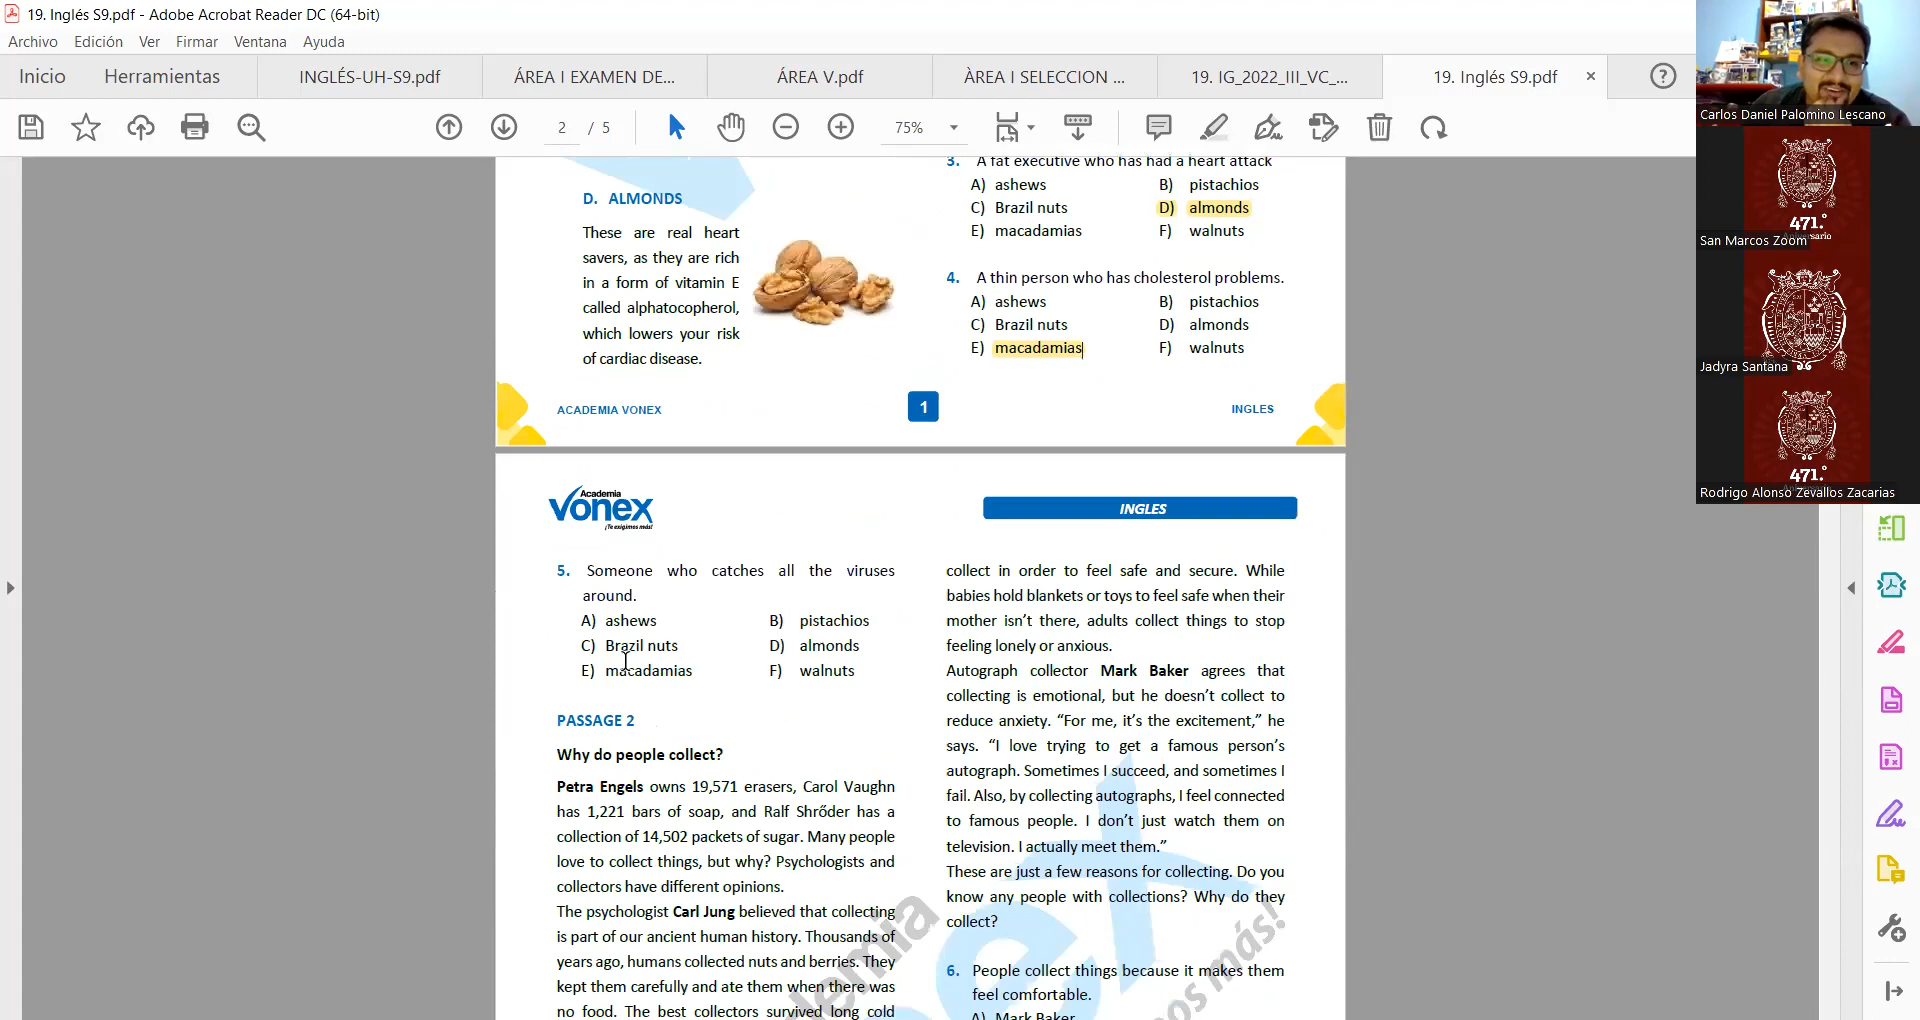 19. Inglés S9.pdf - Adobe Acrobat Reader DC (64-bit)
Archivo Edición Ver Firmar Ventana Ayuda
Inicio Herramientas INGLÉS-UH-S9.pdf ÁREA I EXAMEN DE... ÁREA V.pdf ÀREA I SELECCION ... 19. IG_2022_III_VC_... 19. Inglés S9.pdf ×
2 / 5 75%
D. ALMONDS
These are real heart
savers, as they are rich
in a form of vitamin E
called alphatocopherol,
which lowers your risk
of cardiac disease.
3. A fat executive who has had a heart attack
A) ashews B) pistachios
C) Brazil nuts D) almonds
E) macadamias F) walnuts
4. A thin person who has cholesterol problems.
A) ashews B) pistachios
C) Brazil nuts D) almonds
E) macadamias F) walnuts
ACADEMIA VONEX 1 INGLES
Academia
vonex
¡Te exigimos más!
INGLES
5. Someone who catches all the viruses
around.
A) ashews B) pistachios
C) Brazil nuts D) almonds
E) macadamias F) walnuts
PASSAGE 2
Why do people collect?
Petra Engels owns 19,571 erasers, Carol Vaughn
has 1,221 bars of soap, and Ralf Shrőder has a
collection of 14,502 packets of sugar. Many people
love to collect things, but why? Psychologists and
collectors have different opinions.
The psychologist Carl Jung believed that collecting
is part of our ancient human history. Thousands of
years ago, humans collected nuts and berries. They
kept them carefully and ate them when there was
no food. The best collectors survived long cold
collect in order to feel safe and secure. While
babies hold blankets or toys to feel safe when their
mother isn't there, adults collect things to stop
feeling lonely or anxious.
Autograph collector Mark Baker agrees that
collecting is emotional, but he doesn't collect to
reduce anxiety. "For me, it's the excitement," he
says. "I love trying to get a famous person's
autograph. Sometimes I succeed, and sometimes I
fail. Also, by collecting autographs, I feel connected
to famous people. I don't just watch them on
television. I actually meet them."
These are just a few reasons for collecting. Do you
know any people with collections? Why do they
collect?
6. People collect things because it makes them
feel comfortable.
A) Mark Baker
Carlos Daniel Palomino Lescano
471.°
San Marcos Zoom
Jadyra Santana
471.°
Rodrigo Alonso Zevallos Zacarias